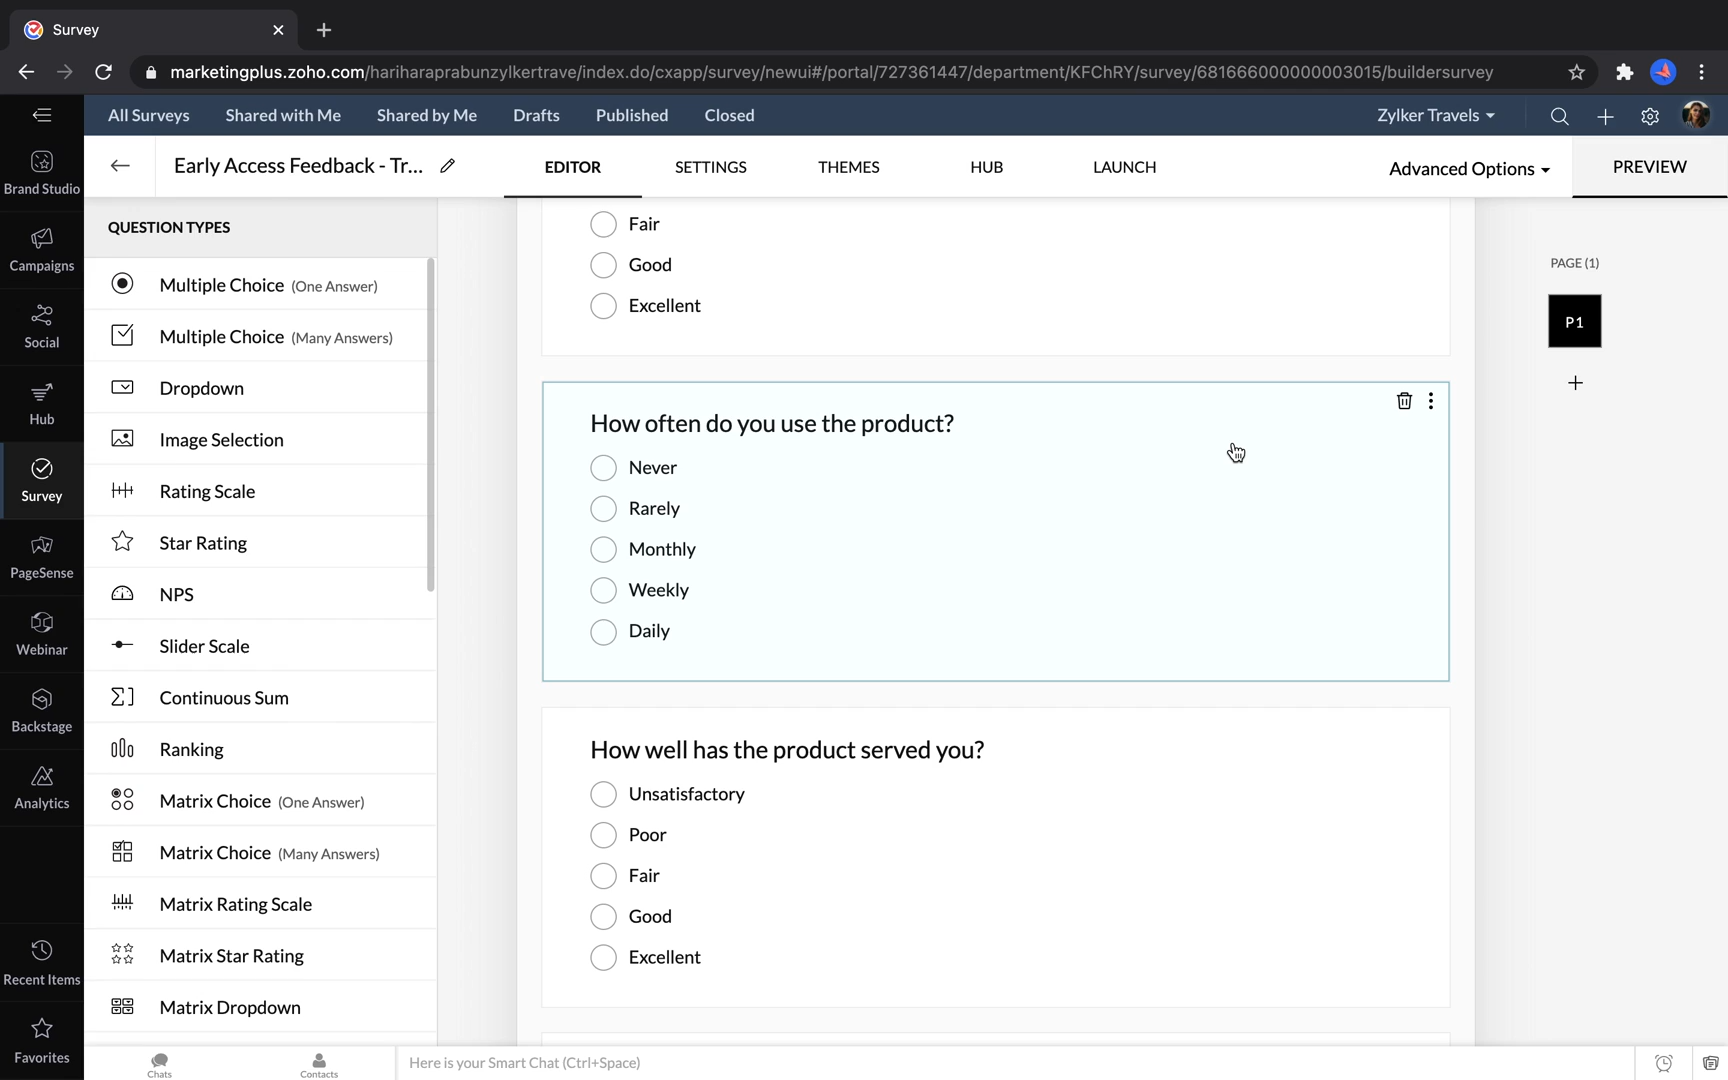 Survey
marketingplus.zoho.com/hariharaprabunzylkertrave/index.do/cxapp/survey/newui#/portal/727361447/department/KFChRY/survey/681666000000003015/buildersurvey
All Surveys
Shared with Me
Shared by Me
Drafts
Published
Closed
Zylker Travels
Early Access Feedback - Tr...
EDITOR
SETTINGS
THEMES
HUB
LAUNCH
Advanced Options
PREVIEW
Brand Studio
Campaigns
Social
Hub
Survey
PageSense
Webinar
Backstage
Analytics
Recent Items
Favorites
QUESTION TYPES
Multiple Choice (One Answer)
Multiple Choice (Many Answers)
Dropdown
Image Selection
Rating Scale
Star Rating
NPS
Slider Scale
Continuous Sum
Ranking
Matrix Choice (One Answer)
Matrix Choice (Many Answers)
Matrix Rating Scale
Matrix Star Rating
Matrix Dropdown
Fair
Good
Excellent
How often do you use the product?
Never
Rarely
Monthly
Weekly
Daily
How well has the product served you?
Unsatisfactory
Poor
Fair
Good
Excellent
PAGE (1)
P1
Chats
Contacts
Here is your Smart Chat (Ctrl+Space)